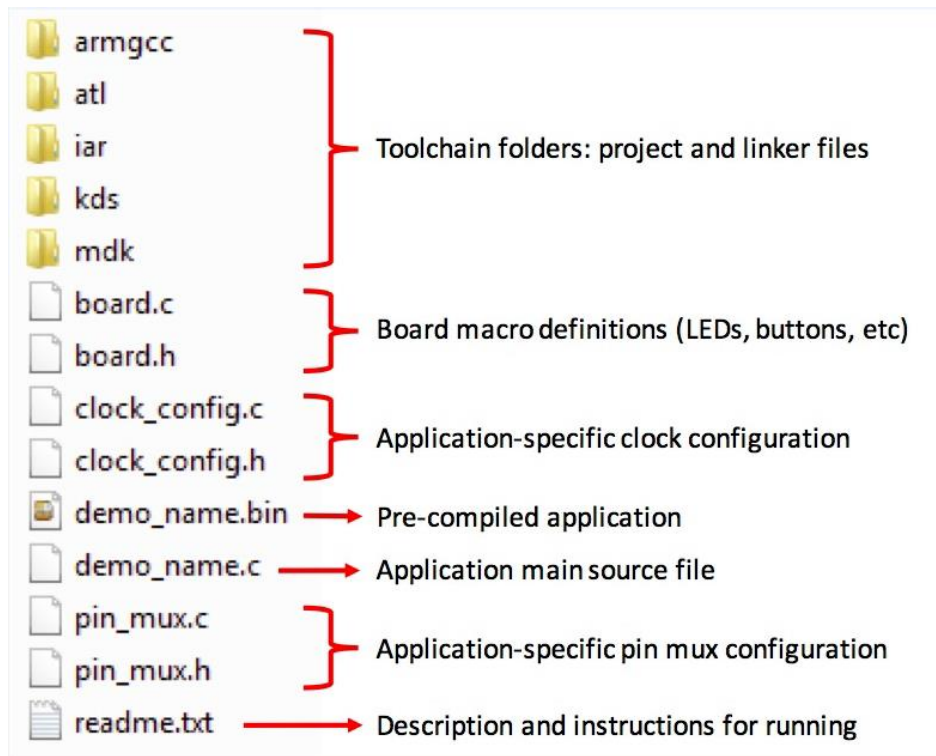 armgcc
atl
iar
kds
mdk
Toolchain folders: project and linker files
board.c
board.h
Board macro definitions (LEDs, buttons, etc)
clock_config.c
clock_config.h
Application-specific clock configuration
demo_name.bin
Pre-compiled application
demo_name.c
Application main source file
pin_mux.c
pin_mux.h
Application-specific pin mux configuration
readme.txt
Description and instructions for running